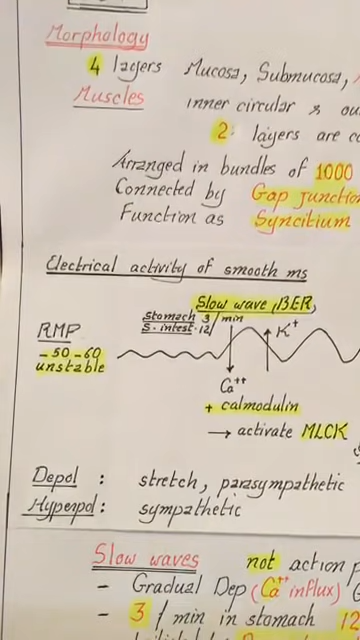 Morphology
4 layers Mucosa, Submucosa,
Muscles inner circular &
2 layers are
Arranged in bundles of 1000
Connected by Gap junction
Function as Syncitium
Electrical activity of smooth ms
Slow wave (BER)
Stomach 3/min
S. intest. 12
RMP
-50 -60
unstable
K+
Ca++
+ calmodulin
→ activate MLCK
Depol : stretch, parasympathetic
Hyperpol : sympathetic
Slow waves not action
- Gradual Dep (Ca++ influx)
- 3 / min in stomach 12